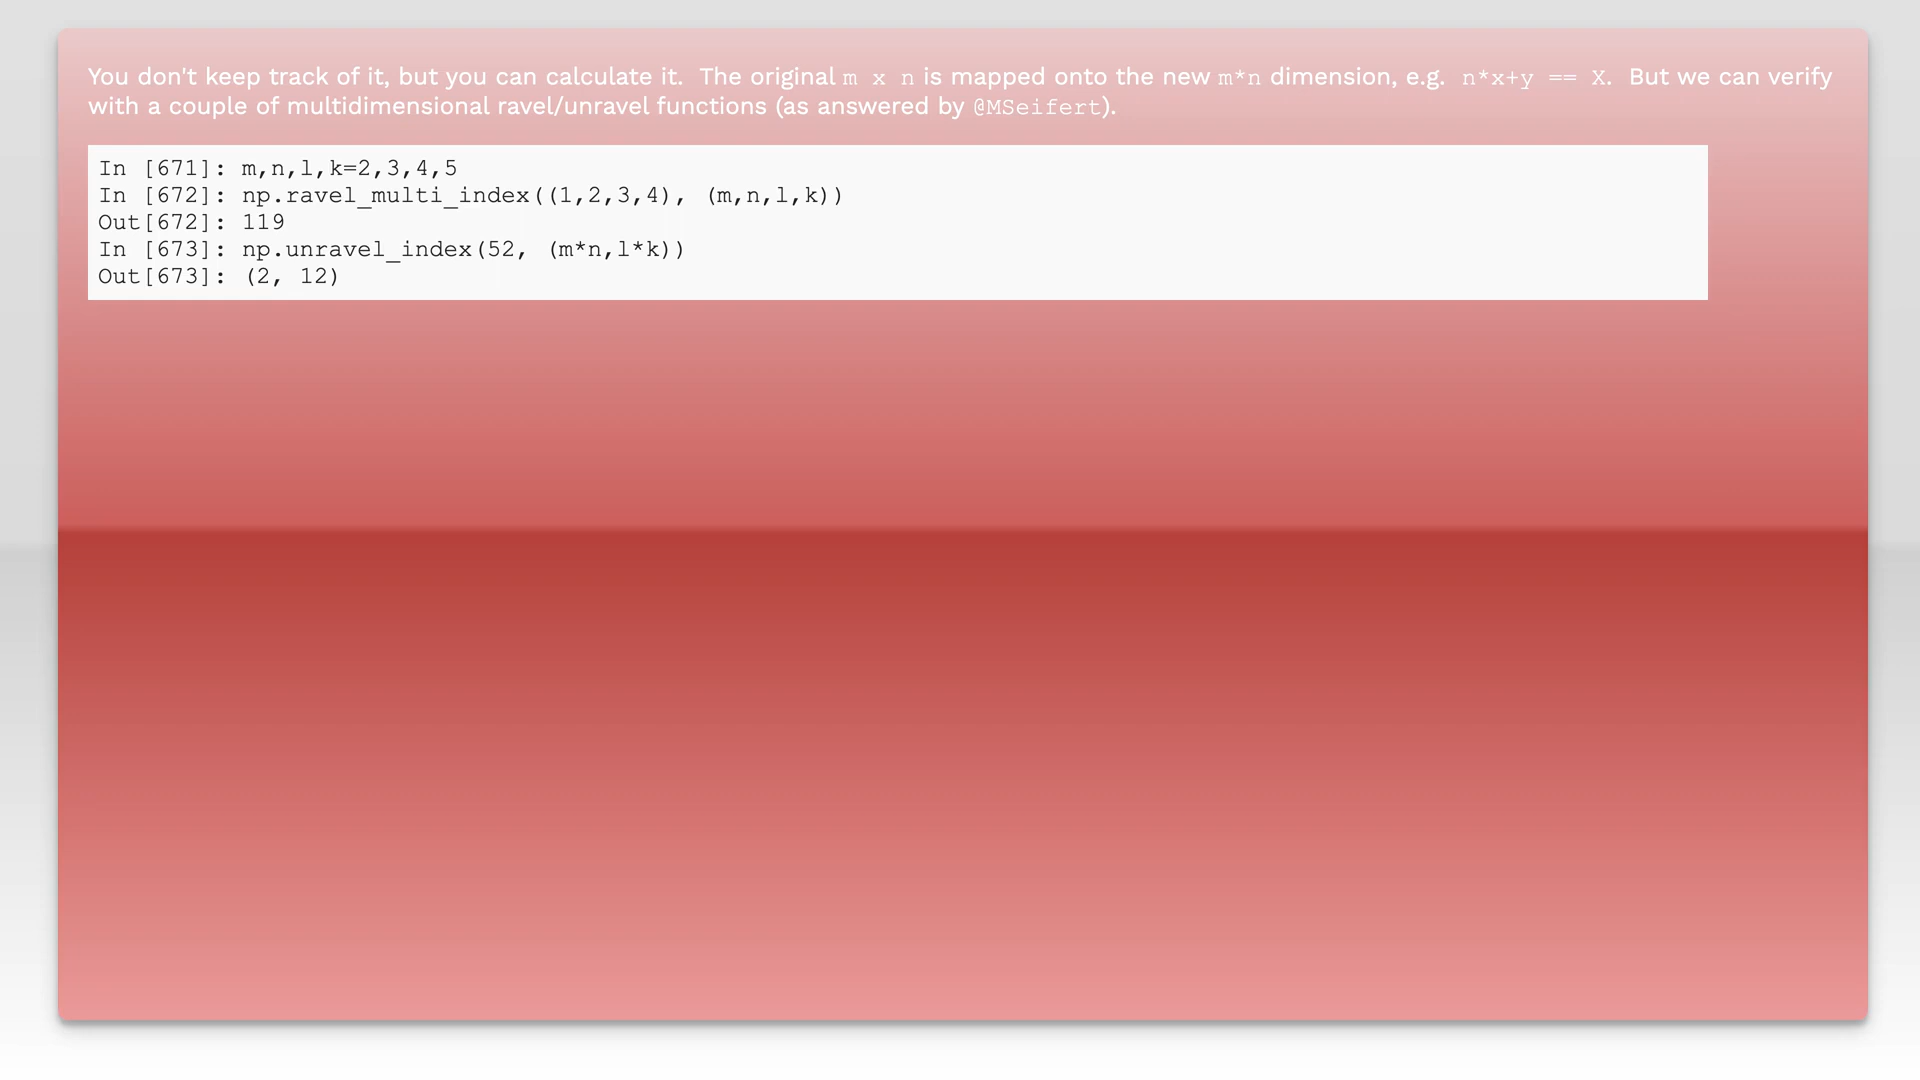 You don't keep track of it, but you can calculate it.  The original m x n is mapped onto the new m*n dimension, e.g.  n*x+y == X.  But we can verify
with a couple of multidimensional ravel/unravel functions (as answered by @MSeifert).
In [671]: m,n,l,k=2,3,4,5
In [672]: np.ravel_multi_index((1,2,3,4), (m,n,l,k))
Out[672]: 119
In [673]: np.unravel_index(52, (m*n,l*k))
Out[673]: (2, 12)